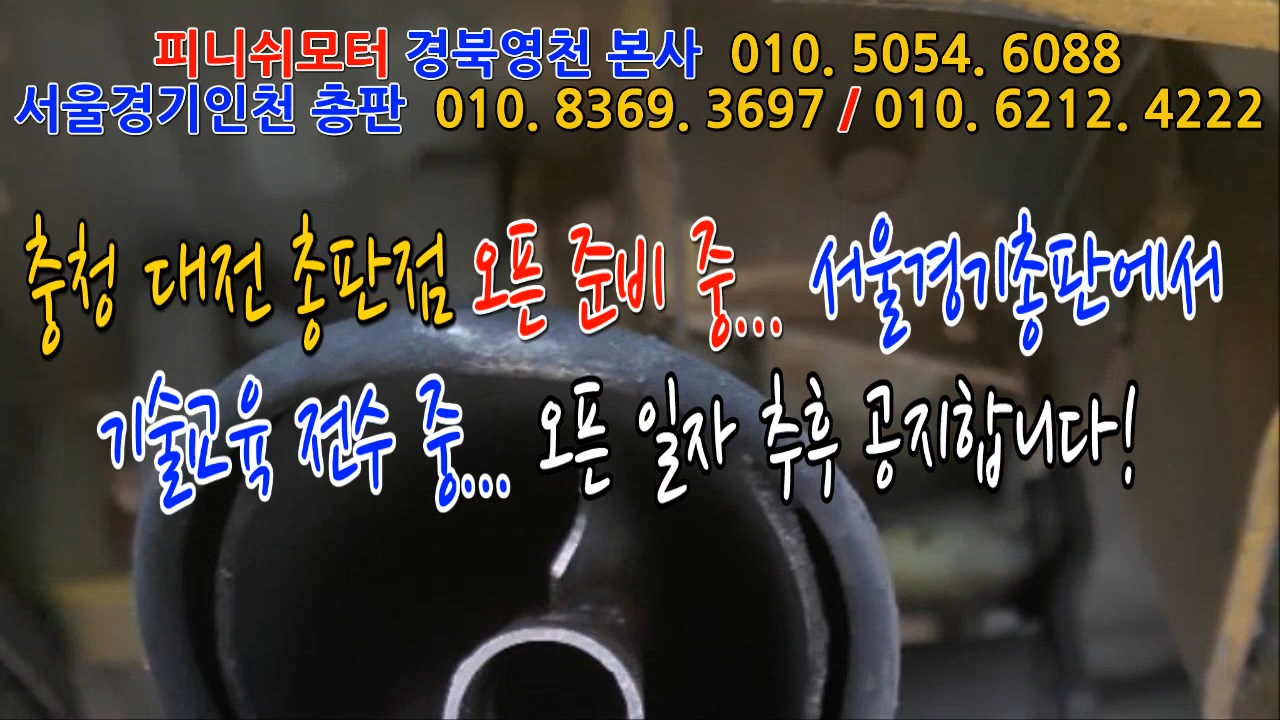 피니쉬모터 경북영천 본사 010. 5054. 6088
서울경기인천 총판 010. 8369. 3697 / 010. 6212. 4222
충청 대전 총판점 오픈 준비 중... 서울경기총판에서
기술교육 전수 중... 오픈 일자 추후 공지합니다!